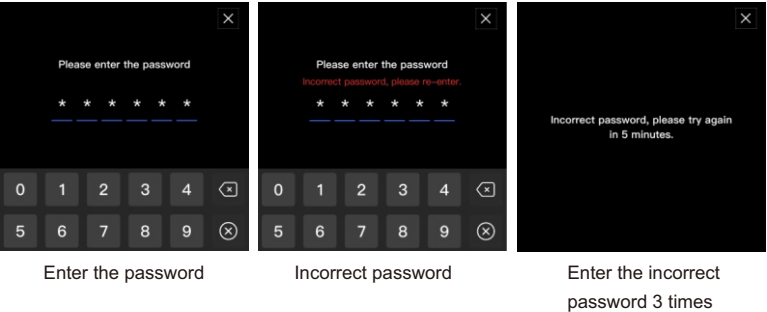 Please enter the password
* * * * * *
0 1 2 3 4
5 6 7 8 9
Enter the password
Please enter the password
Incorrect password, please re-enter.
* * * * * *
0 1 2 3 4
5 6 7 8 9
Incorrect password
Incorrect password, please try again
in 5 minutes.
Enter the incorrect
password 3 times